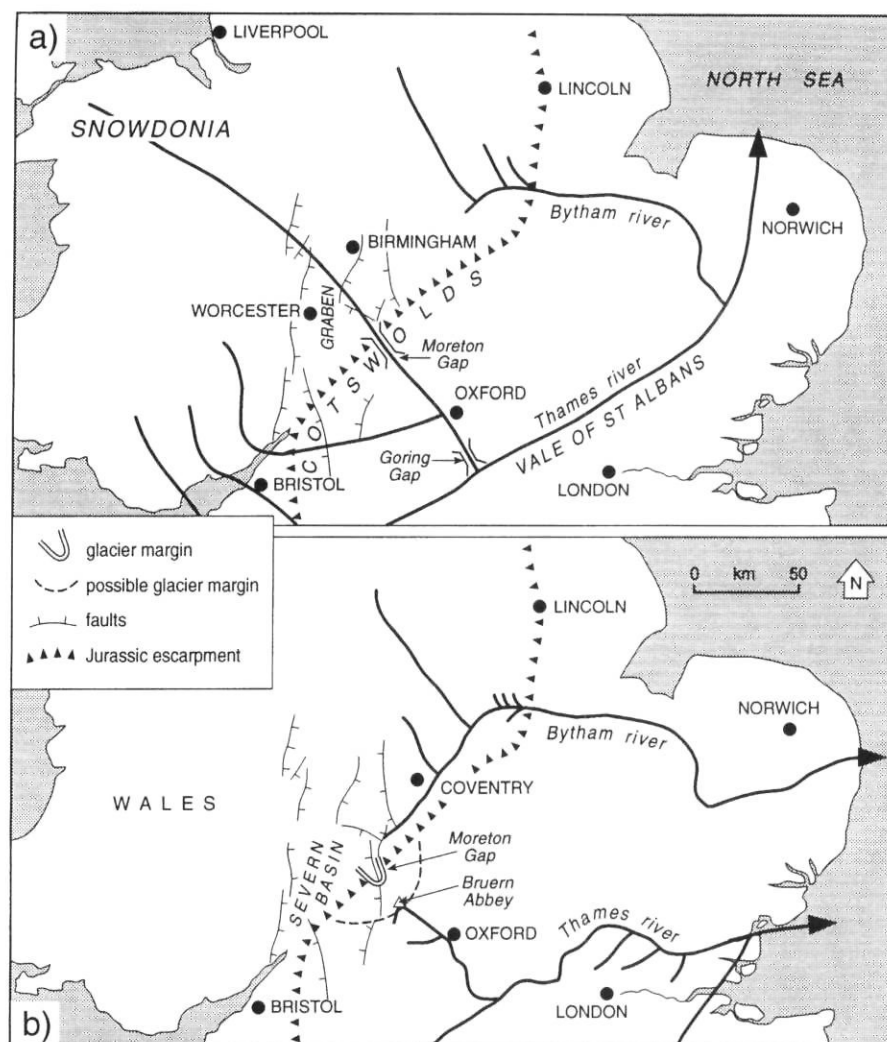 a)
LIVERPOOL
LINCOLN
NORTH SEA
SNOWDONIA
Bytham river
NORWICH
BIRMINGHAM
WORCESTER
GRABEN
COTSWOLDS
Moreton
Gap
OXFORD
Thames river
VALE OF ST ALBANS
Goring
Gap
BRISTOL
LONDON
glacier margin
possible glacier margin
faults
Jurassic escarpment
0 km 50
N
LINCOLN
NORWICH
Bytham river
COVENTRY
WALES
Moreton
Gap
SEVERN
BASIN
Bruern
Abbey
OXFORD
Thames river
BRISTOL
LONDON
b)